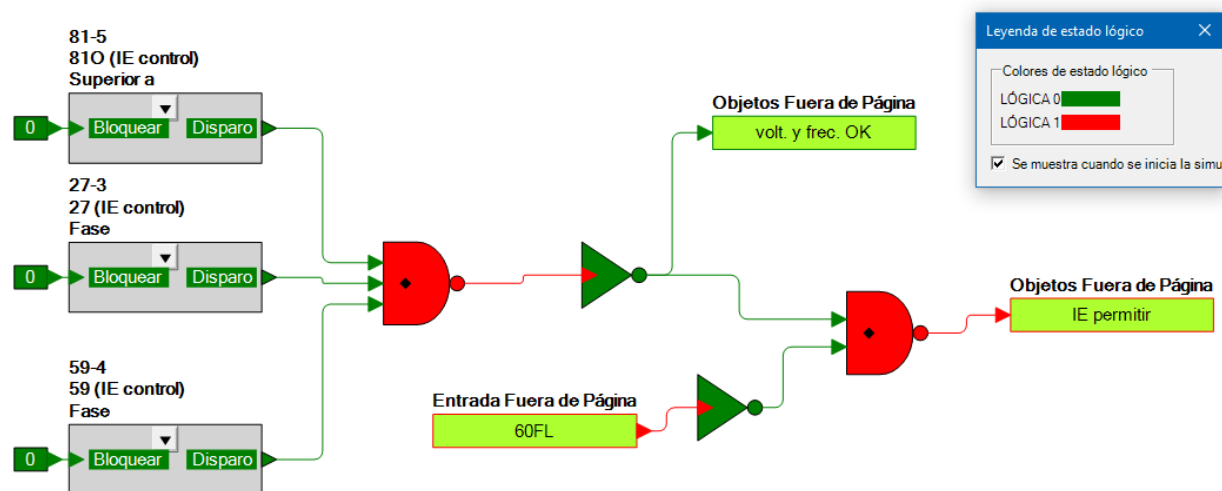 81-5
81O (IE control)
Superior a
0
Bloquear
Disparo
27-3
27 (IE control)
Fase
0
Bloquear
Disparo
59-4
59 (IE control)
Fase
0
Bloquear
Disparo
Objetos Fuera de Página
volt. y frec. OK
Entrada Fuera de Página
60FL
Objetos Fuera de Página
IE permitir
Leyenda de estado lógico
Colores de estado lógico
LÓGICA 0
LÓGICA 1
Se muestra cuando se inicia la simu